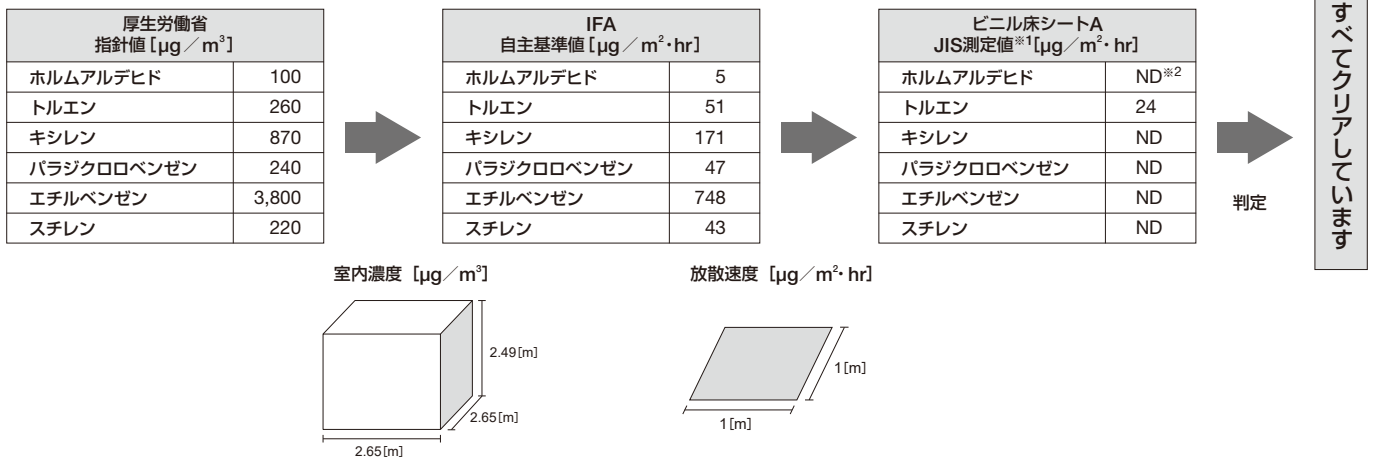 厚生労働省
指針値［μg／m³］
ホルムアルデヒド 100
トルエン 260
キシレン 870
パラジクロロベンゼン 240
エチルベンゼン 3,800
スチレン 220
IFA
自主基準値［μg／m²･hr］
ホルムアルデヒド 5
トルエン 51
キシレン 171
パラジクロロベンゼン 47
エチルベンゼン 748
スチレン 43
ビニル床シートA
JIS測定値※1［μg／m²･hr］
ホルムアルデヒド ND※2
トルエン 24
キシレン ND
パラジクロロベンゼン ND
エチルベンゼン ND
スチレン ND
判定
すべてクリアしています
室内濃度［μg／m³］
2.49［m］
2.65［m］
2.65［m］
放散速度［μg／m²･hr］
1［m］
1［m］